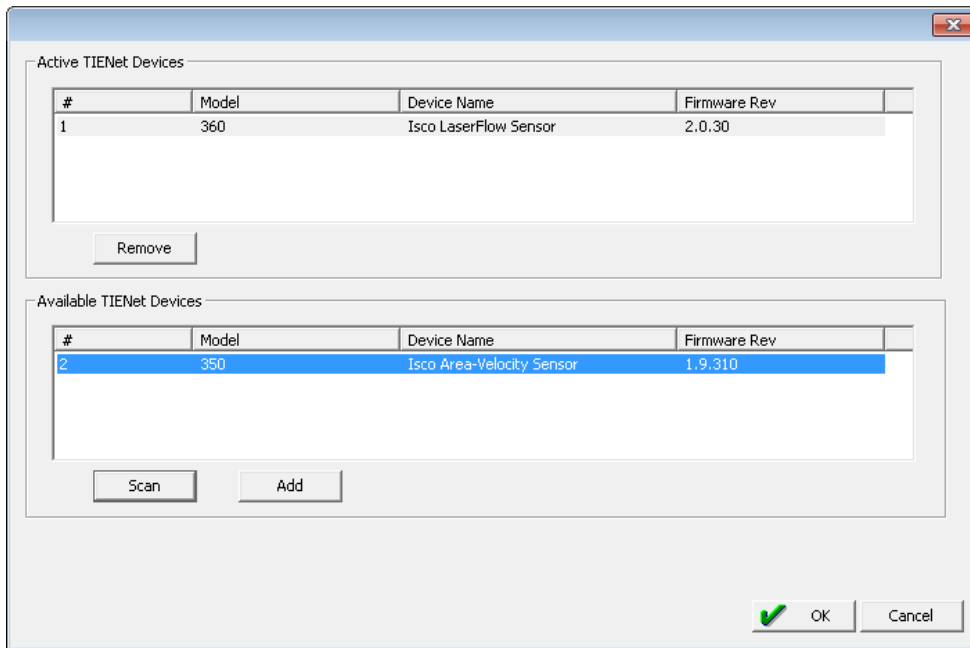 Active TIENet Devices
# Model Device Name Firmware Rev
1 360 Isco LaserFlow Sensor 2.0.30
Remove
Available TIENet Devices
# Model Device Name Firmware Rev
2 350 Isco Area-Velocity Sensor 1.9.310
Scan Add
OK Cancel